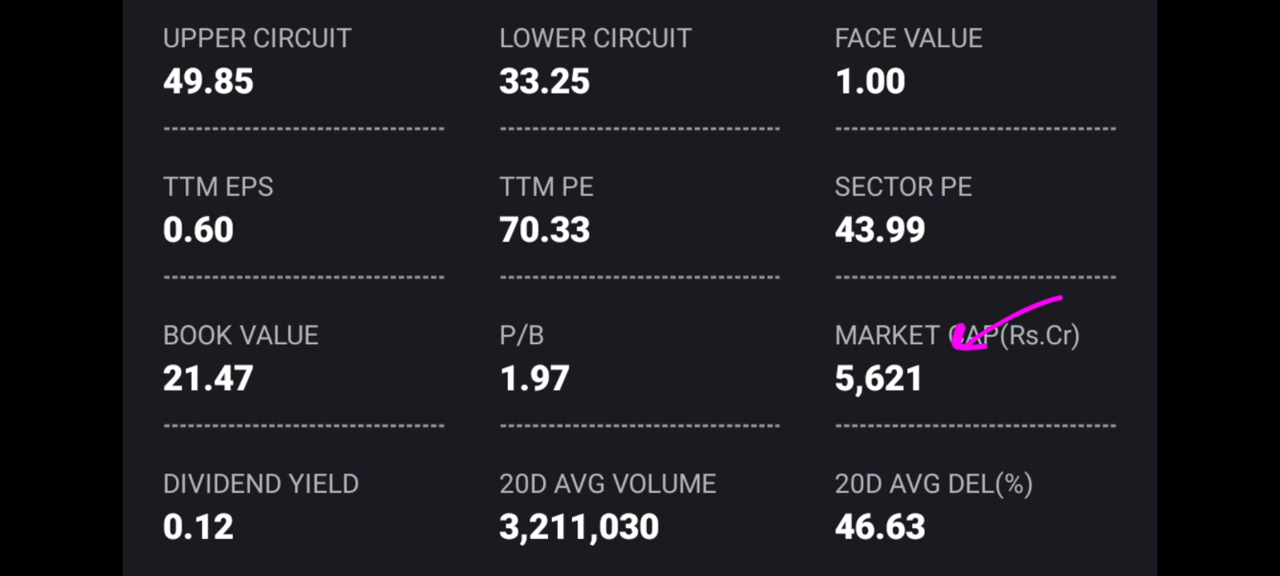 UPPER CIRCUIT LOWER CIRCUIT FACE VALUE
49.85 33.25 1.00
TTM EPS TTM PE SECTOR PE
0.60 70.33 43.99
BOOK VALUE P/B MARKET CAP(Rs.Cr)
21.47 1.97 5,621
DIVIDEND YIELD 20D AVG VOLUME 20D AVG DEL(%)
0.12 3,211,030 46.63